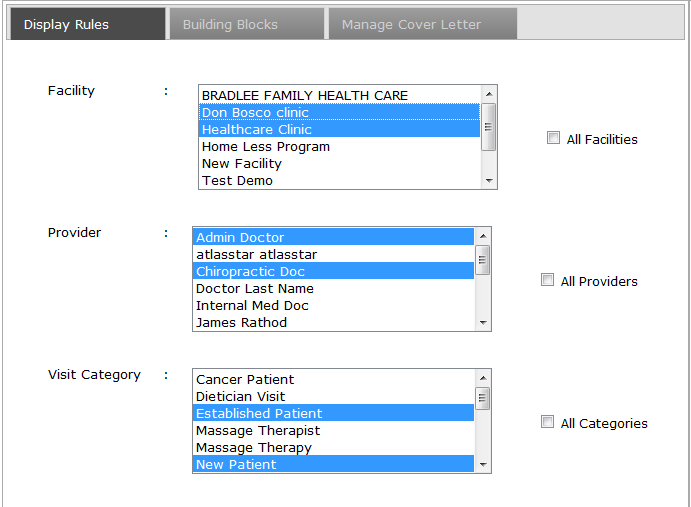 Display Rules Building Blocks Manage Cover Letter
Facility :
BRADLEE FAMILY HEALTH CARE
Don Bosco clinic
Healthcare Clinic
Home Less Program
New Facility
Test Demo
All Facilities
Provider :
Admin Doctor
atlasstar atlasstar
Chiropractic Doc
Doctor Last Name
Internal Med Doc
James Rathod
All Providers
Visit Category :
Cancer Patient
Dietician Visit
Established Patient
Massage Therapist
Massage Therapy
New Patient
All Categories